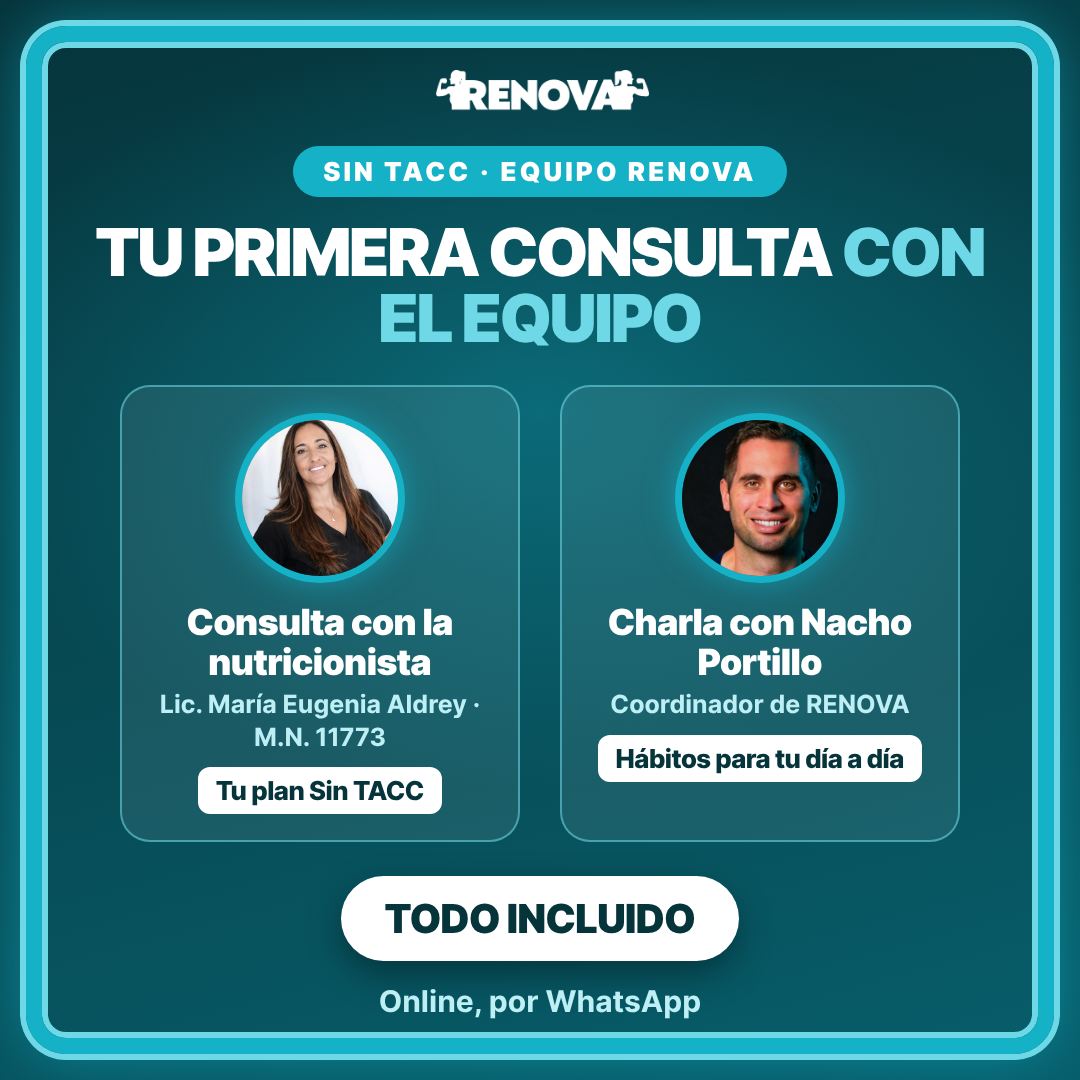 RENOVA
SIN TACC · EQUIPO RENOVA
TU PRIMERA CONSULTA CON
EL EQUIPO
Consulta con la
nutricionista
Lic. María Eugenia Aldrey ·
M.N. 11773
Tu plan Sin TACC
Charla con Nacho
Portillo
Coordinador de RENOVA
Hábitos para tu día a día
TODO INCLUIDO
Online, por WhatsApp